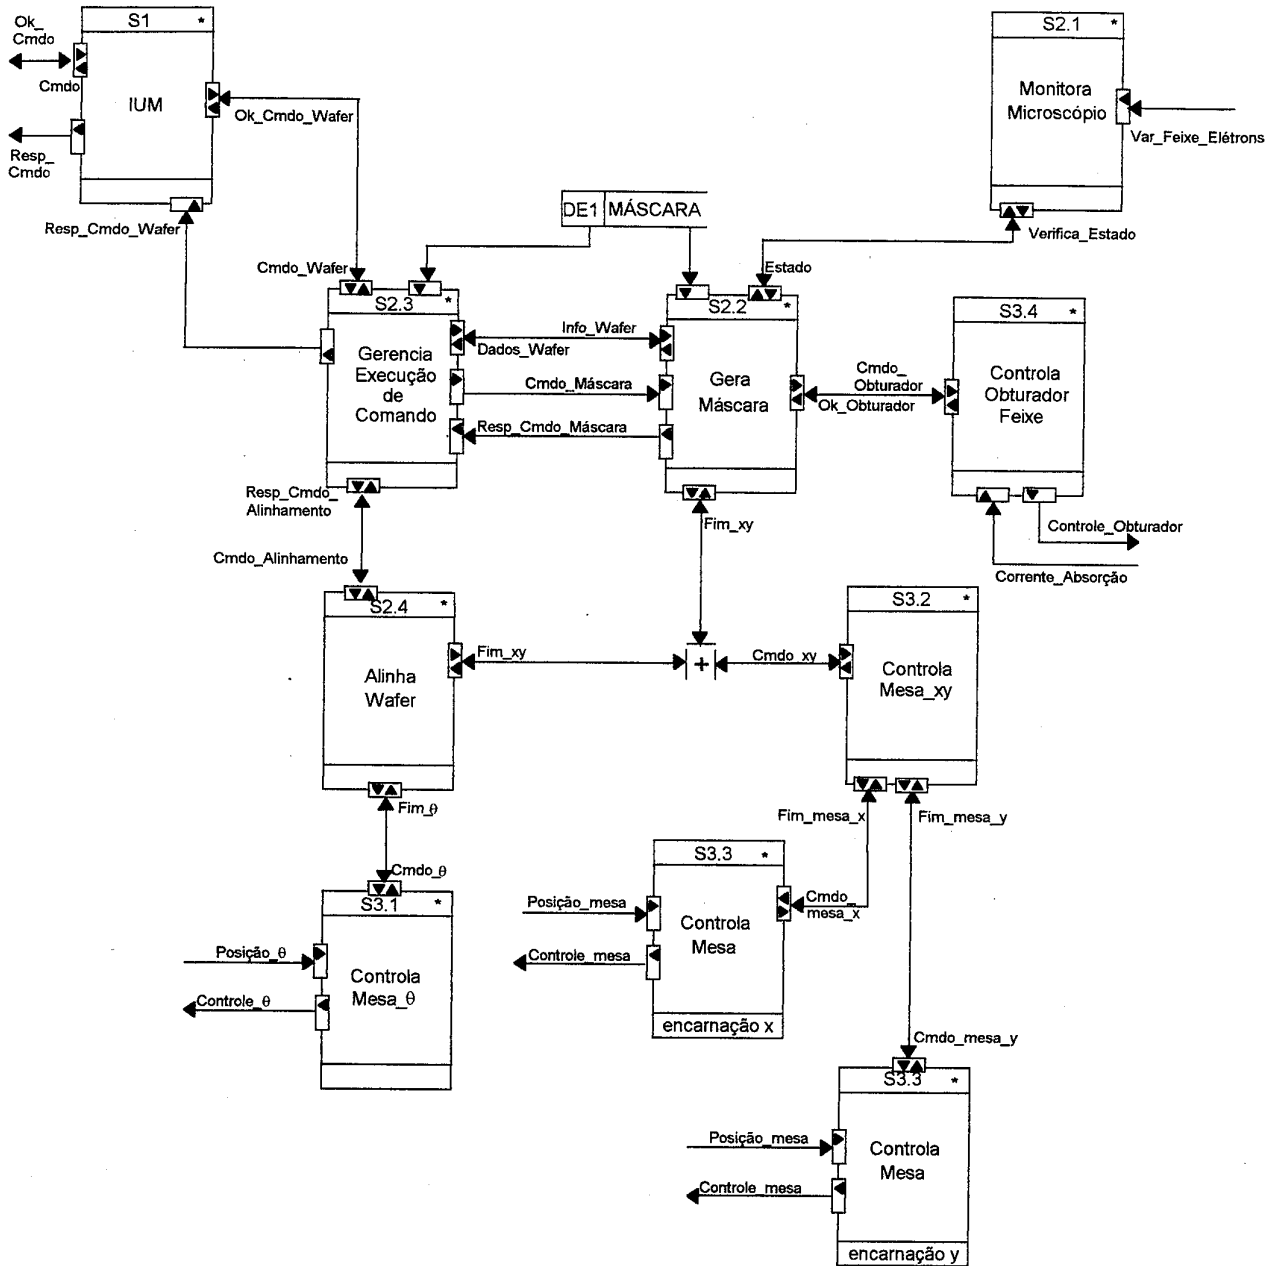 S1 *
Ok_
Cmdo
Cmdo
IUM
Ok_Cmdo_Wafer
Resp_
Cmdo
Resp_Cmdo_Wafer
S2.1 *
Monitora
Microscópio
Var_Feixe_Elétrons
Verifica_Estado
DE1 MÁSCARA
Cmdo_Wafer
Estado
S2.3 *
Gerencia
Execução
de
Comando
Info_Wafer
Dados_Wafer
Cmdo_Máscara
Resp_Cmdo_Máscara
S2.2 *
Gera
Máscara
Cmdo_
Obturador
Ok_Obturador
S3.4 *
Controla
Obturador
Feixe
Controle_Obturador
Corrente_Absorção
Resp_Cmdo_
Alinhamento
Cmdo_Alinhamento
Fim_xy
S2.4 *
Alinha
Wafer
Fim_xy
+
Cmdo_xy
S3.2 *
Controla
Mesa_xy
Fim_θ
Cmdo_θ
Fim_mesa_x
Fim_mesa_y
S3.1 *
Posição_θ
Controle_θ
Controla
Mesa_θ
S3.3 *
Posição_mesa
Controle_mesa
Controla
Mesa
Cmdo_
mesa_x
encarnação x
Cmdo_mesa_y
S3.3 *
Posição_mesa
Controle_mesa
Controla
Mesa
encarnação y